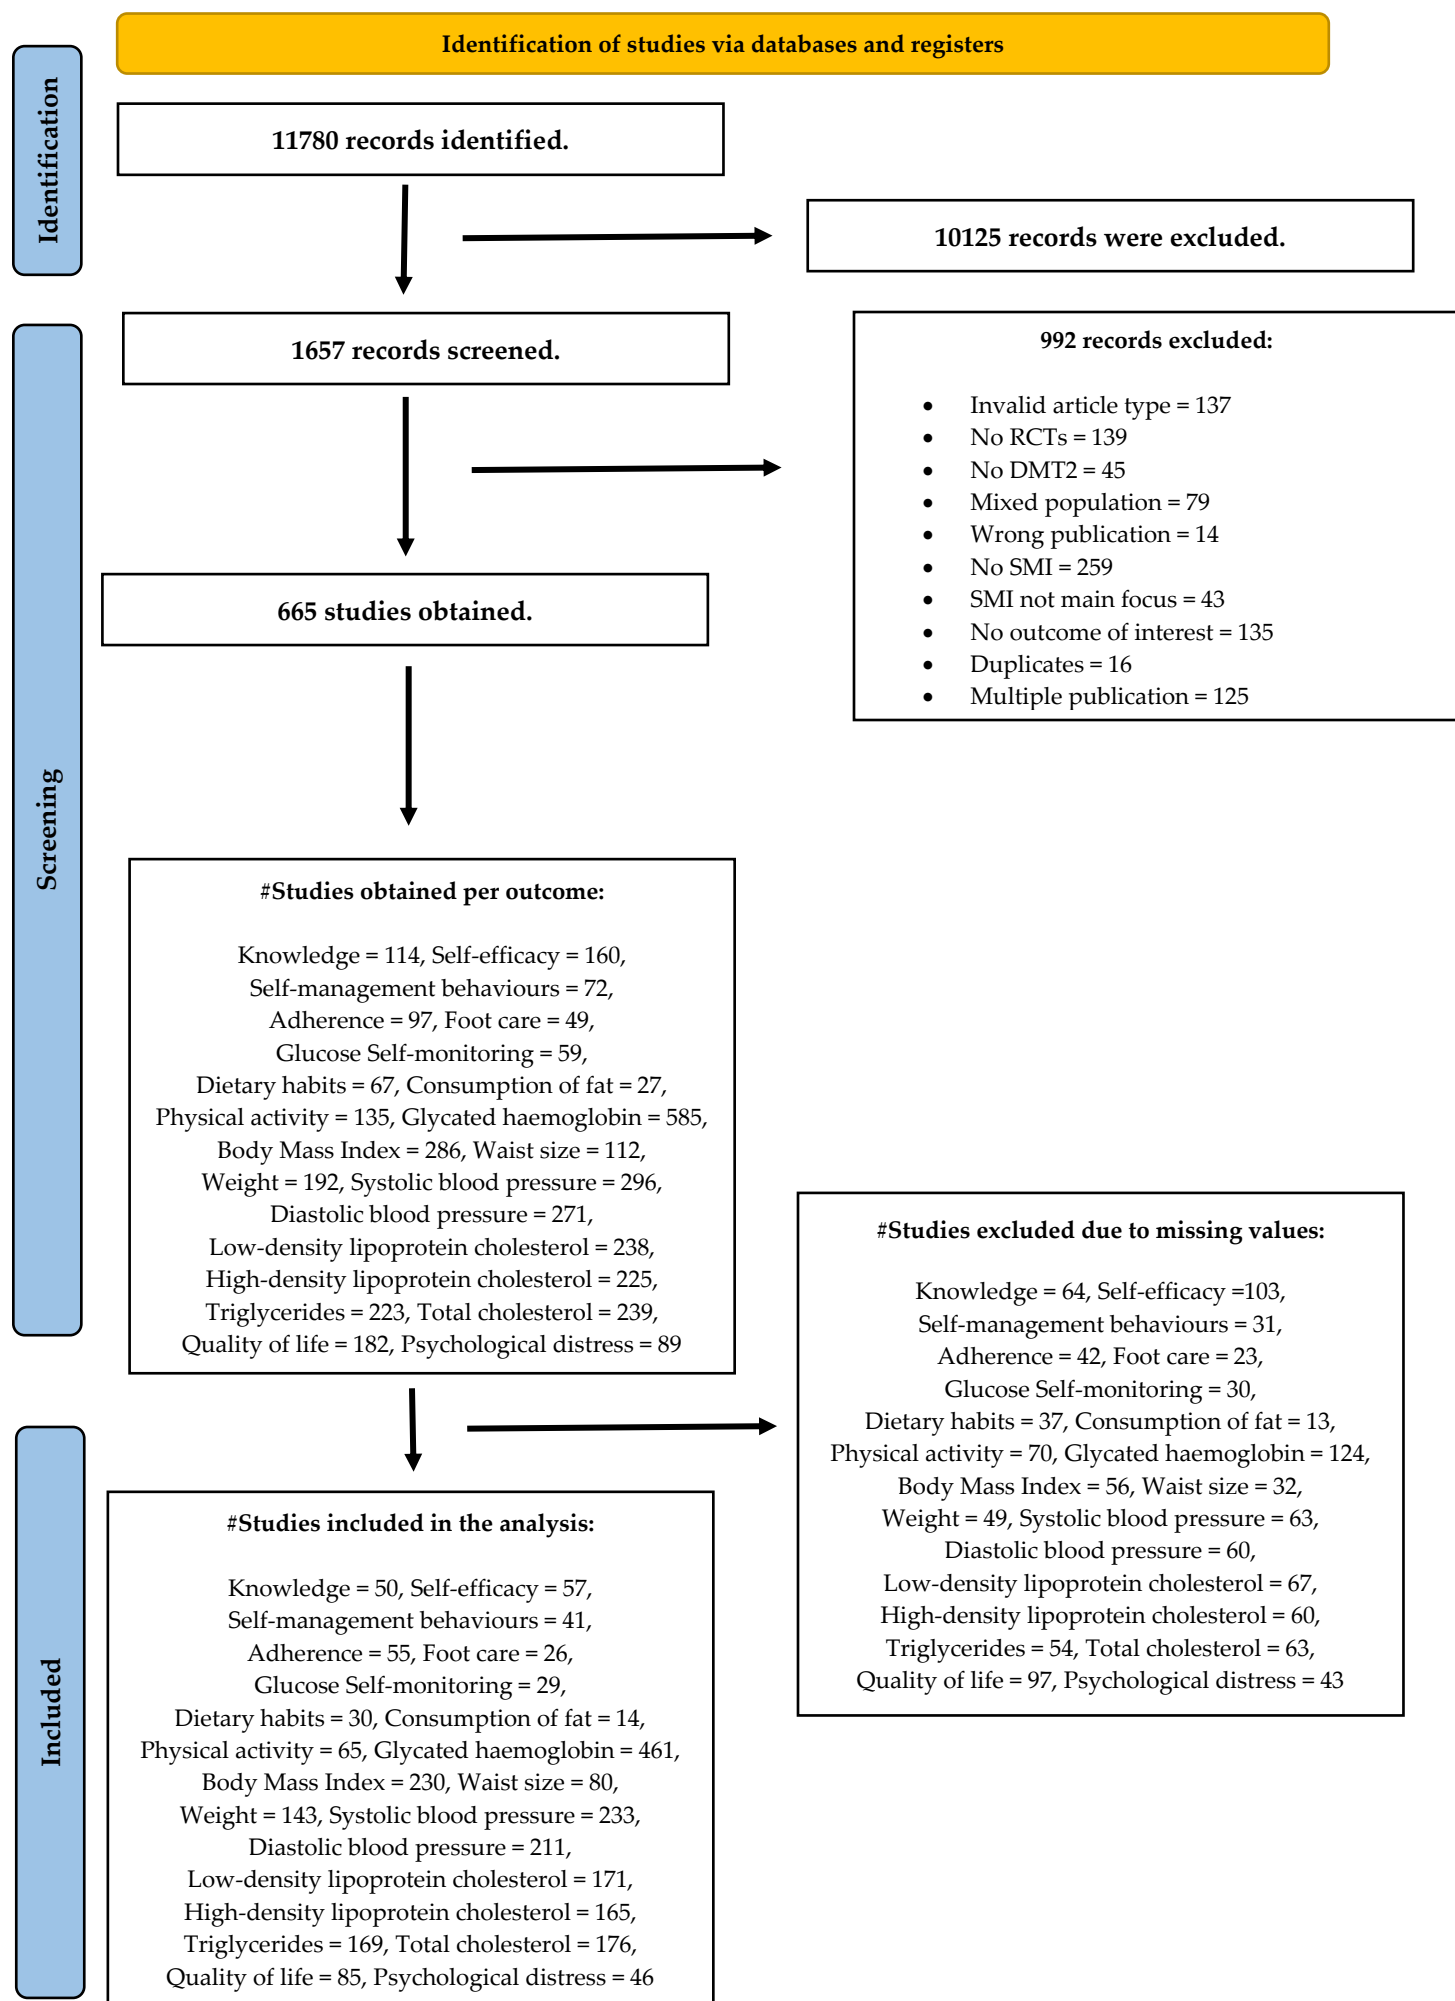 Identification of studies via databases and registers
Identification
11780 records identified.
10125 records were excluded.
Screening
1657 records screened.
992 records excluded:
• Invalid article type = 137
• No RCTs = 139
• No DMT2 = 45
• Mixed population = 79
• Wrong publication = 14
• No SMI = 259
• SMI not main focus = 43
• No outcome of interest = 135
• Duplicates = 16
• Multiple publication = 125
665 studies obtained.
#Studies obtained per outcome:
Knowledge = 114, Self-efficacy = 160,
Self-management behaviours = 72,
Adherence = 97, Foot care = 49,
Glucose Self-monitoring = 59,
Dietary habits = 67, Consumption of fat = 27,
Physical activity = 135, Glycated haemoglobin = 585,
Body Mass Index = 286, Waist size = 112,
Weight = 192, Systolic blood pressure = 296,
Diastolic blood pressure = 271,
Low-density lipoprotein cholesterol = 238,
High-density lipoprotein cholesterol = 225,
Triglycerides = 223, Total cholesterol = 239,
Quality of life = 182, Psychological distress = 89
#Studies excluded due to missing values:
Knowledge = 64, Self-efficacy =103,
Self-management behaviours = 31,
Adherence = 42, Foot care = 23,
Glucose Self-monitoring = 30,
Dietary habits = 37, Consumption of fat = 13,
Physical activity = 70, Glycated haemoglobin = 124,
Body Mass Index = 56, Waist size = 32,
Weight = 49, Systolic blood pressure = 63,
Diastolic blood pressure = 60,
Low-density lipoprotein cholesterol = 67,
High-density lipoprotein cholesterol = 60,
Triglycerides = 54, Total cholesterol = 63,
Quality of life = 97, Psychological distress = 43
Included
#Studies included in the analysis:
Knowledge = 50, Self-efficacy = 57,
Self-management behaviours = 41,
Adherence = 55, Foot care = 26,
Glucose Self-monitoring = 29,
Dietary habits = 30, Consumption of fat = 14,
Physical activity = 65, Glycated haemoglobin = 461,
Body Mass Index = 230, Waist size = 80,
Weight = 143, Systolic blood pressure = 233,
Diastolic blood pressure = 211,
Low-density lipoprotein cholesterol = 171,
High-density lipoprotein cholesterol = 165,
Triglycerides = 169, Total cholesterol = 176,
Quality of life = 85, Psychological distress = 46